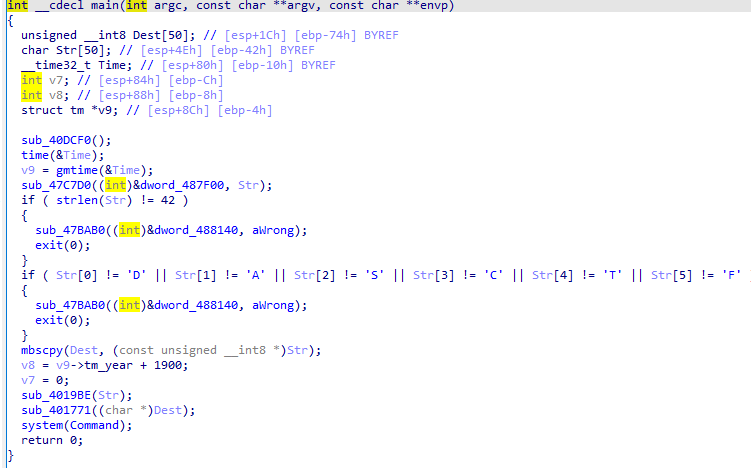 int __cdecl main(int argc, const char **argv, const char **envp)
{
  unsigned __int8 Dest[50]; // [esp+1Ch] [ebp-74h] BYREF
  char Str[50]; // [esp+4Eh] [ebp-42h] BYREF
  __time32_t Time; // [esp+80h] [ebp-10h] BYREF
  int v7; // [esp+84h] [ebp-Ch]
  int v8; // [esp+88h] [ebp-8h]
  struct tm *v9; // [esp+8Ch] [ebp-4h]

  sub_40DCF0();
  time(&Time);
  v9 = gmtime(&Time);
  sub_47C7D0((int)&dword_487F00, Str);
  if ( strlen(Str) != 42 )
  {
    sub_47BAB0((int)&dword_488140, aWrong);
    exit(0);
  }
  if ( Str[0] != 'D' || Str[1] != 'A' || Str[2] != 'S' || Str[3] != 'C' || Str[4] != 'T' || Str[5] != 'F'
  {
    sub_47BAB0((int)&dword_488140, aWrong);
    exit(0);
  }
  mbscpy(Dest, (const unsigned __int8 *)Str);
  v8 = v9->tm_year + 1900;
  v7 = 0;
  sub_4019BE(Str);
  sub_401771((char *)Dest);
  system(Command);
  return 0;
}